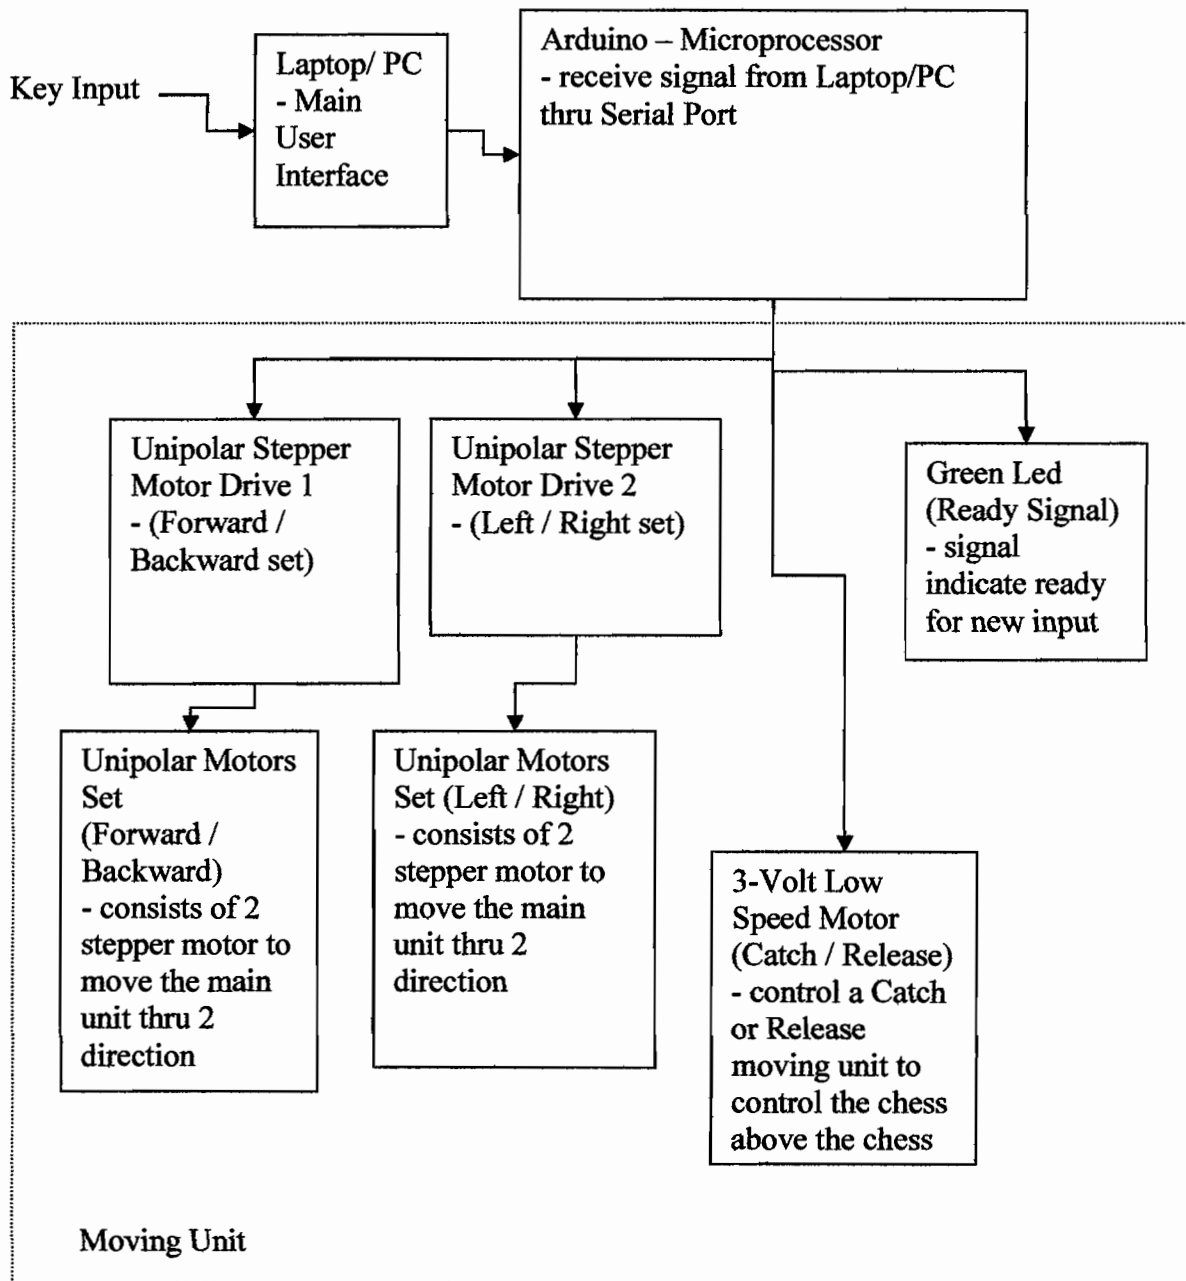 Key Input
Laptop/ PC
- Main
User
Interface
Arduino – Microprocessor
- receive signal from Laptop/PC
thru Serial Port
Unipolar Stepper
Motor Drive 1
- (Forward /
Backward set)
Unipolar Stepper
Motor Drive 2
- (Left / Right set)
Green Led
(Ready Signal)
- signal
indicate ready
for new input
Unipolar Motors
Set
(Forward /
Backward)
- consists of 2
stepper motor to
move the main
unit thru 2
direction
Unipolar Motors
Set (Left / Right)
- consists of 2
stepper motor to
move the main
unit thru 2
direction
3-Volt Low
Speed Motor
(Catch / Release)
- control a Catch
or Release
moving unit to
control the chess
above the chess
Moving Unit